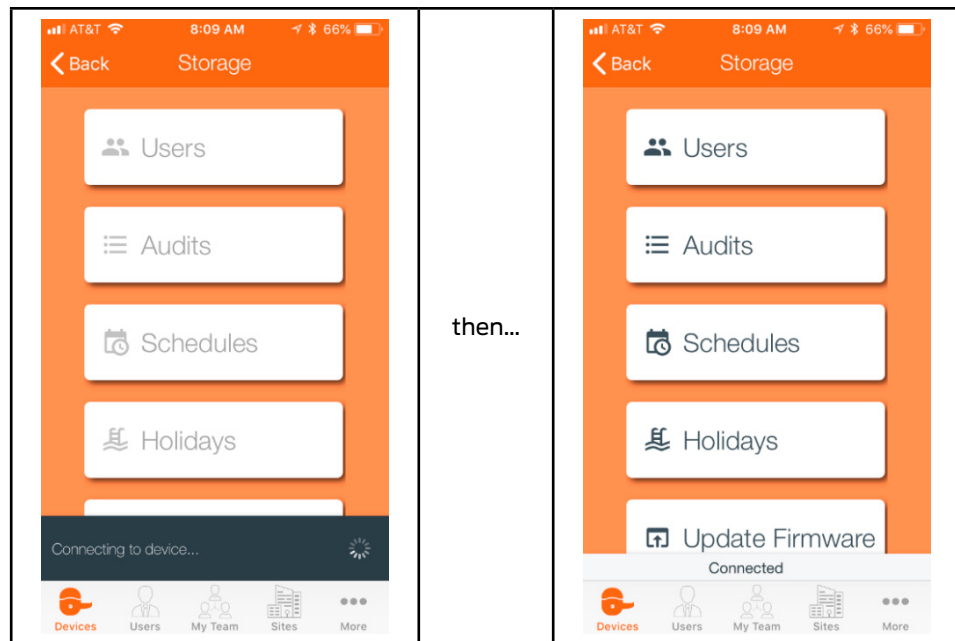 AT&T 8:09 AM 66%
Back Storage
Users
Audits
Schedules
Holidays
Connecting to device...
Devices Users My Team Sites More
then...
AT&T 8:09 AM 66%
Back Storage
Users
Audits
Schedules
Holidays
Update Firmware
Connected
Devices Users My Team Sites More